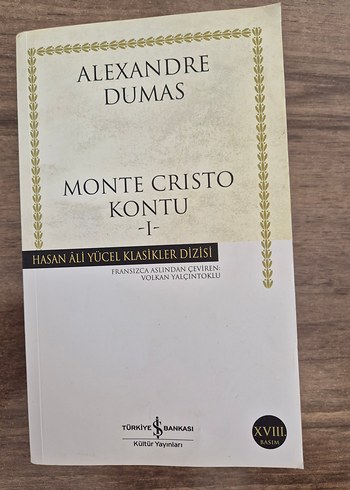 ALEXANDRE
DUMAS
MONTE CRISTO
KONTU
-I-
HASAN ÂLİ YÜCEL KLASİKLER DİZİSİ
FRANSIZCA ASLINDAN ÇEVİREN:
VOLKAN YALÇINTOKLU
TÜRKİYE İŞ BANKASI
Kültür Yayınları
XVIII.
BASIM